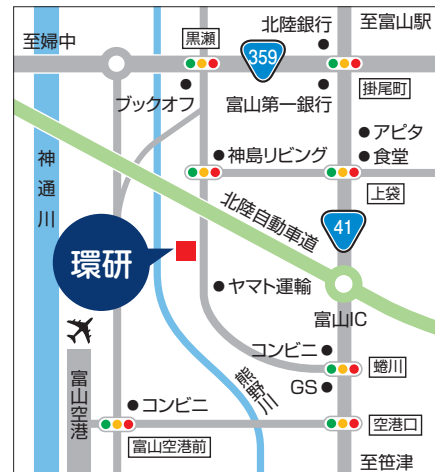 北陸銀行
至富山駅
至婦中
黒瀬
359
掛尾町
ブックオフ
富山第一銀行
アピタ
神島リビング
食堂
上袋
神通川
北陸自動車道
41
環研
ヤマト運輸
富山IC
コンビニ
蜷川
熊野川
GS
富山空港
コンビニ
空港口
富山空港前
至笹津